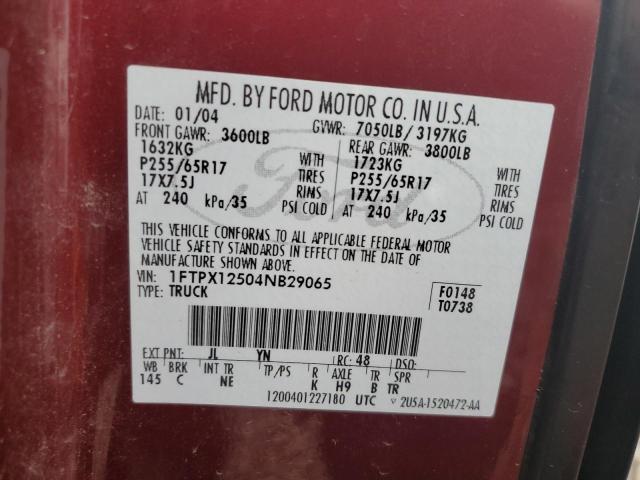 MFD. BY FORD MOTOR CO. IN U.S.A.
DATE: 01/04 GVWR: 7050LB / 3197KG
FRONT GAWR: 3600LB REAR GAWR: 3800LB
1632KG WITH 1723KG WITH
P255/65R17 TIRES P255/65R17 TIRES
17X7.5J RIMS 17X7.5J RIMS
AT 240 kPa/35 PSI COLD AT 240 kPa/35 PSI COLD
THIS VEHICLE CONFORMS TO ALL APPLICABLE FEDERAL MOTOR
VEHICLE SAFETY STANDARDS IN EFFECT ON THE DATE OF
MANUFACTURE SHOWN ABOVE.
VIN: 1FTPX12504NB29065 F0148
TYPE: TRUCK T0738
EXT PNT: JL YN RC: 48 DSO:
WB BRK INT TR TP/PS R AXLE TR SPR
145 C NE K H9 B TR
1200401227180 UTC 2U5A-1520472-AA
Ford